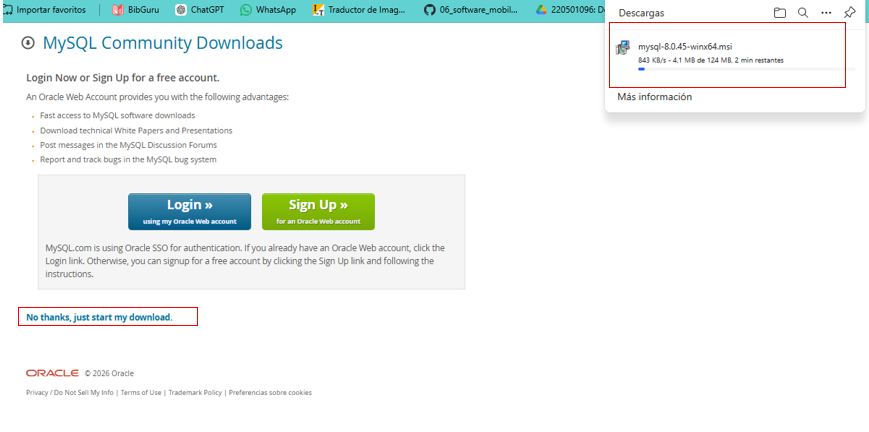 Importar favoritos
BibGuru
ChatGPT
WhatsApp
Traductor de Imag...
06_software_mobil...
220501096: De
Descargas
mysql-8.0.45-winx64.msi
843 KB/s - 4,1 MB de 124 MB, 2 min restantes
Más información
MySQL Community Downloads
Login Now or Sign Up for a free account.
An Oracle Web Account provides you with the following advantages:
Fast access to MySQL software downloads
Download technical White Papers and Presentations
Post messages in the MySQL Discussion Forums
Report and track bugs in the MySQL bug system
Login »
using my Oracle Web account
Sign Up »
for an Oracle Web account
MySQL.com is using Oracle SSO for authentication. If you already have an Oracle Web account, click the
Login link. Otherwise, you can signup for a free account by clicking the Sign Up link and following the
instructions.
No thanks, just start my download.
ORACLE © 2026 Oracle
Privacy / Do Not Sell My Info | Terms of Use | Trademark Policy | Preferencias sobre cookies